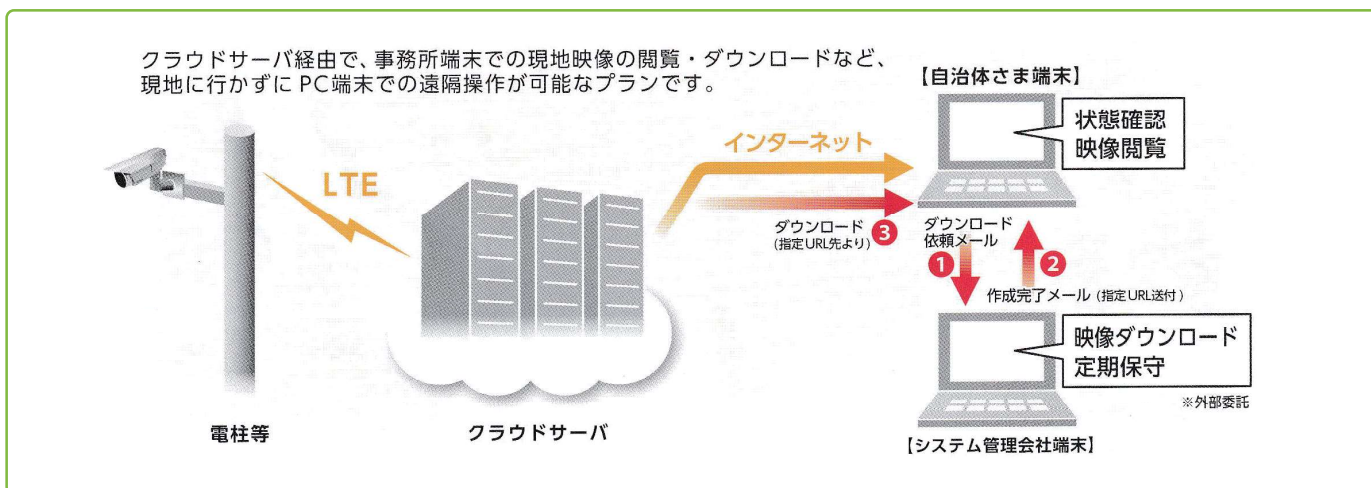 クラウドサーバ経由で、事務所端末での現地映像の閲覧・ダウンロードなど、
現地に行かずにPC端末での遠隔操作が可能なプランです。
【自治体さま端末】
状態確認
映像閲覧
インターネット
LTE
ダウンロード
(指定URL先より)
3
ダウンロード
依頼メール
1
2
作成完了メール(指定URL送付)
映像ダウンロード
定期保守
※外部委託
電柱等
クラウドサーバ
【システム管理会社端末】